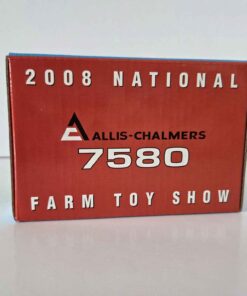 2008 NATIONAL
ALLIS-CHALMERS
7580
FARM TOY SHOW